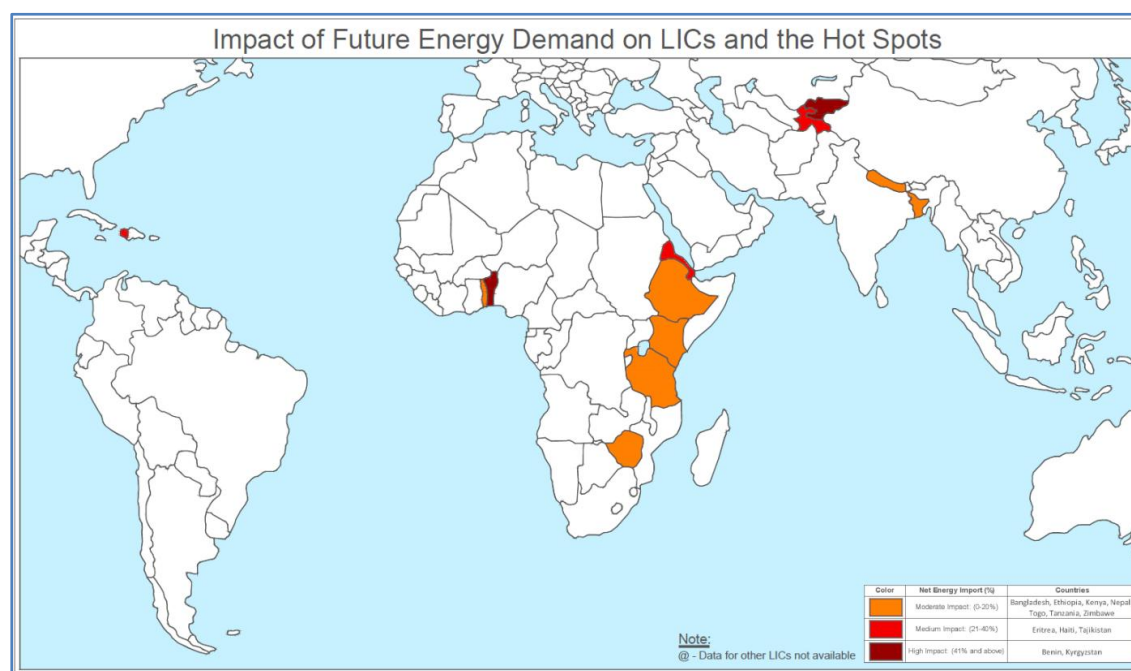 Impact of Future Energy Demand on LICs and the Hot Spots
Note:
@ - Data for other LICs not available
Color Net Energy Import (%) Countries
Moderate Impact: (0-20%) Bangladesh, Ethiopia, Kenya, Nepal
Togo, Tanzania, Zimbawe
Medium Impact: (21-40%) Eritrea, Haiti, Tajikistan
High Impact: (41% and above) Benin, Kyrgyzstan